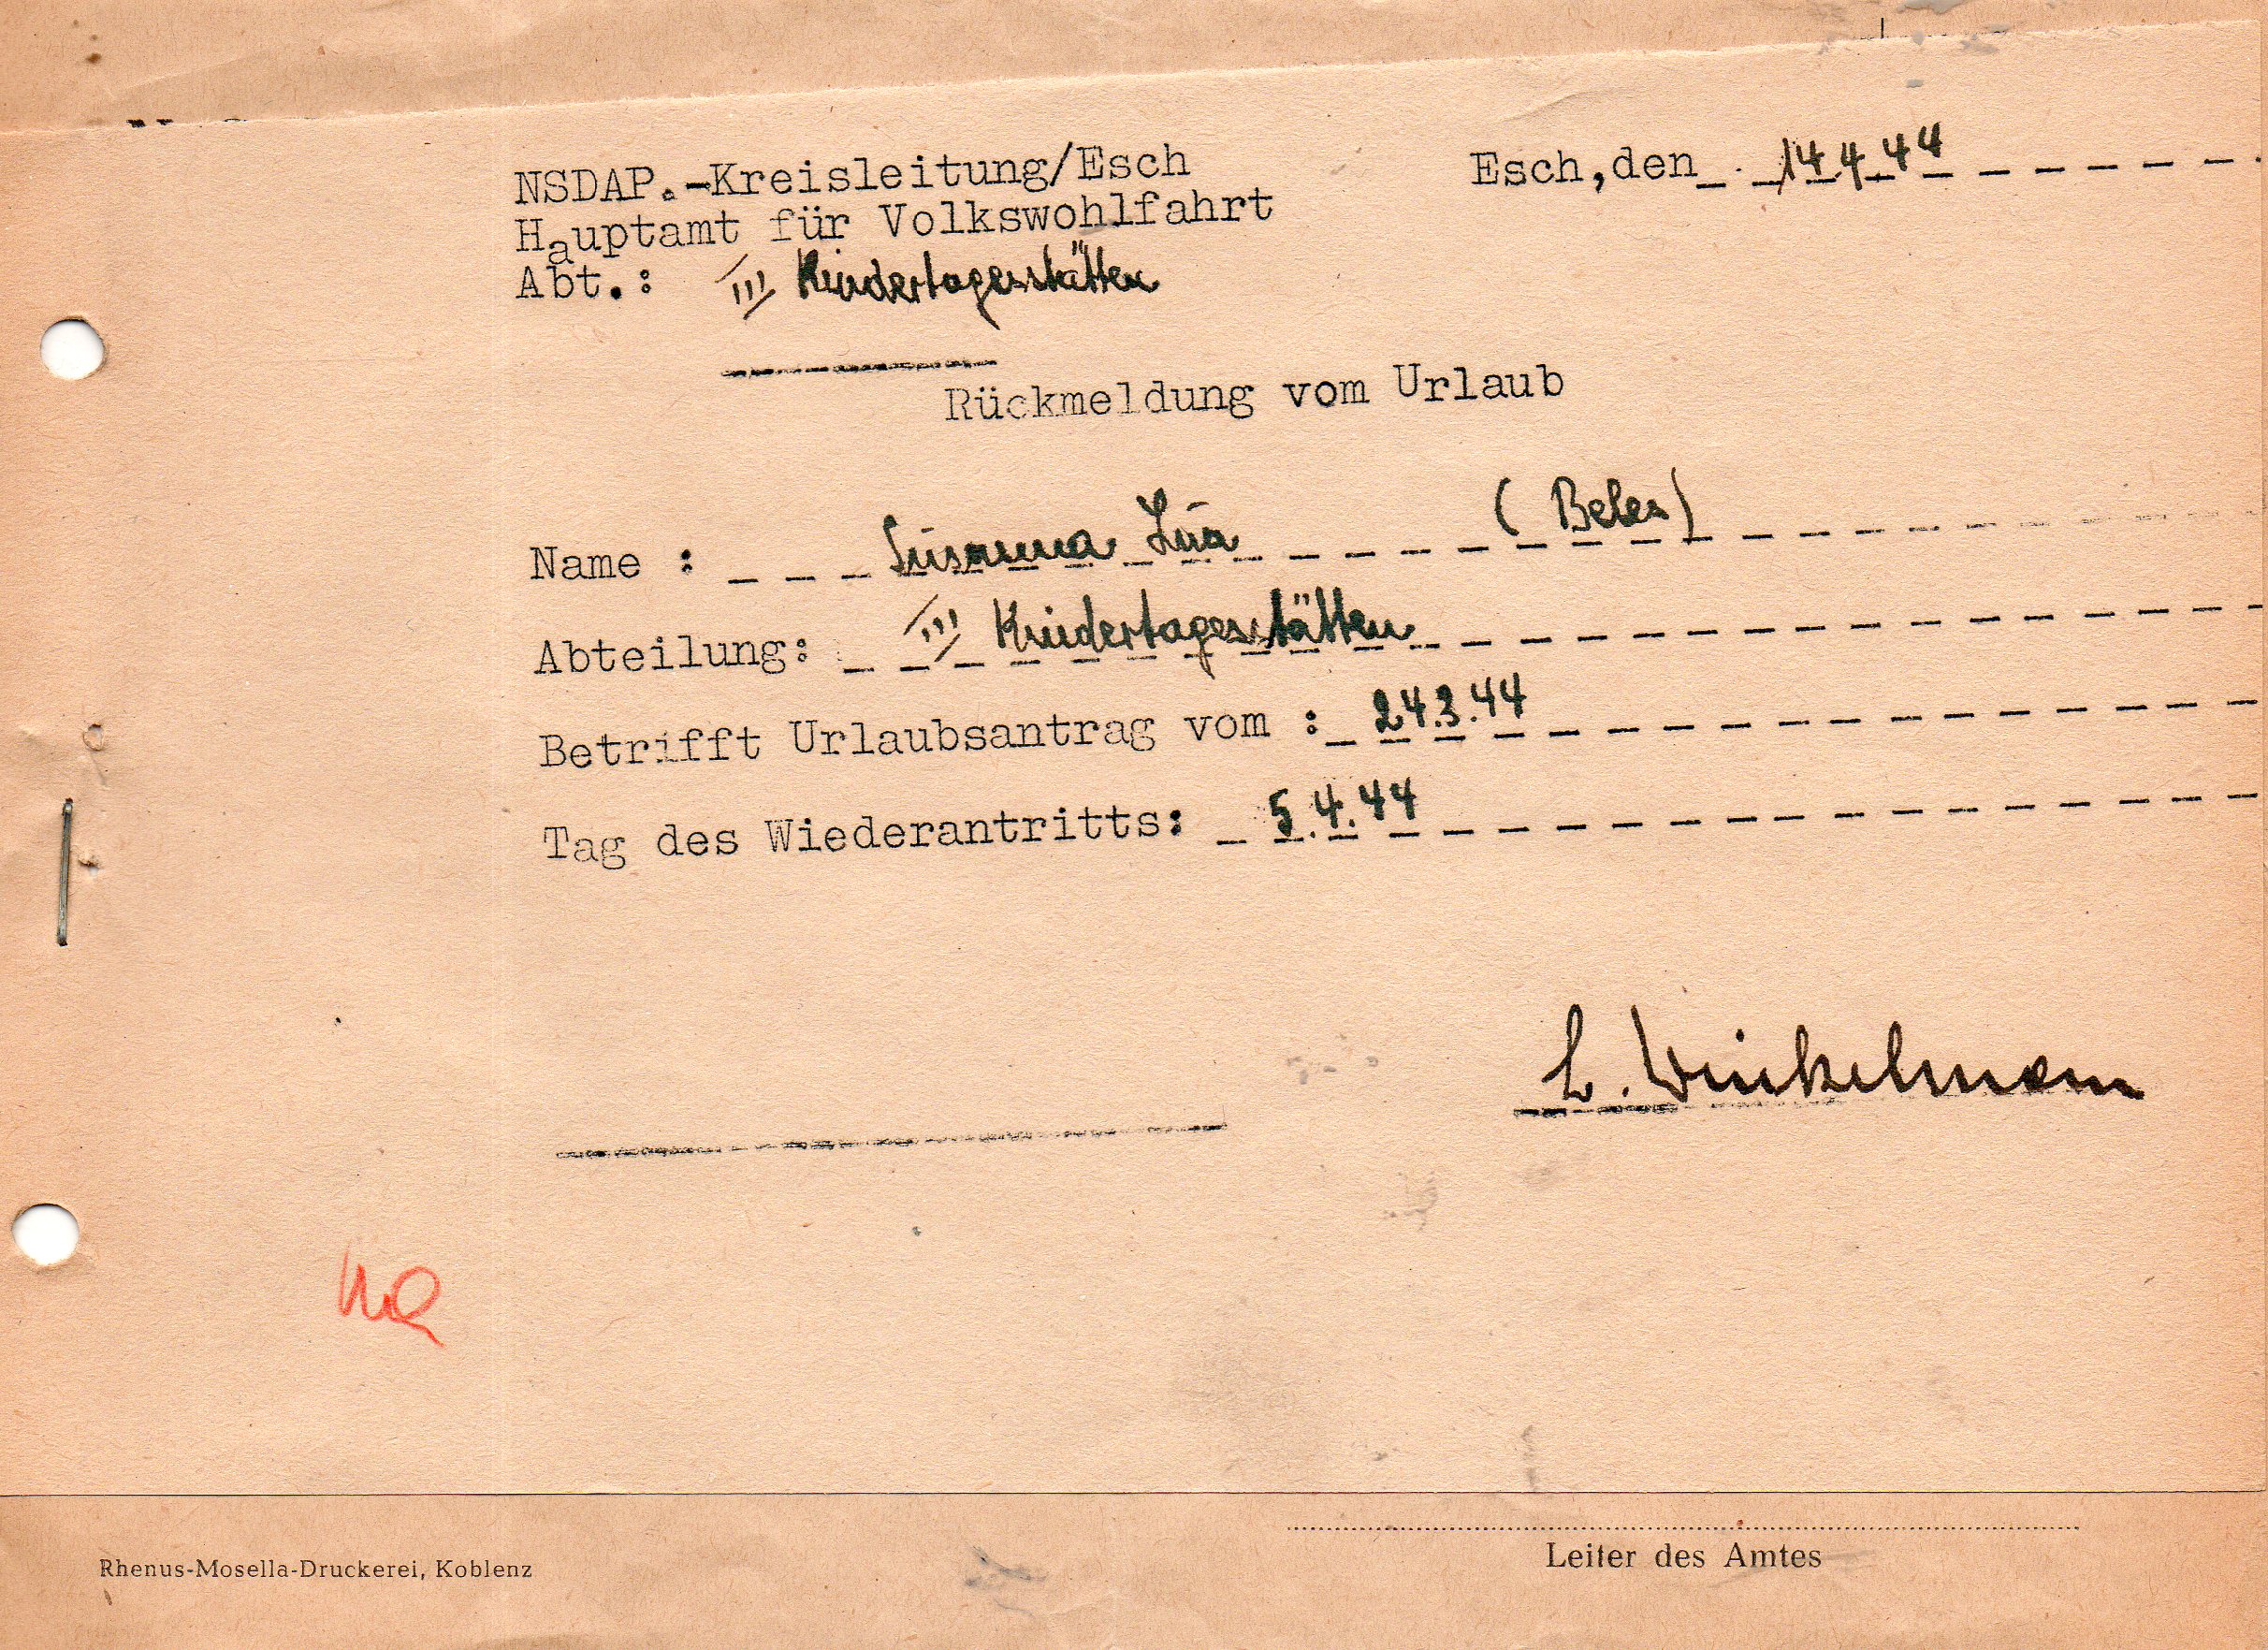 NSDAP.-Kreisleitung/Esch
Hauptamt für Volkswohlfahrt
Abt.: III Kindertagesstätten
Esch, den 14.4.44
Rückmeldung vom Urlaub
Name : Susanna (Beles)
Abteilung: III Kindertagesstätten
Betrifft Urlaubsantrag vom : 24.3.44
Tag des Wiederantritts: 5.4.44
L. Winkelmann
Leiter des Amtes
Rhenus-Mosella-Druckerei, Koblenz